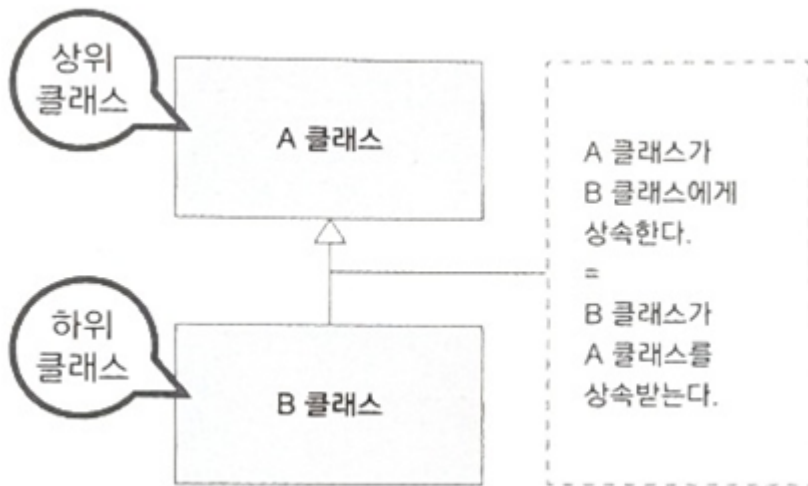 상위
클래스
A 클래스
하위
클래스
B 클래스
A 클래스가
B 클래스에게
상속한다.
=
B 클래스가
A 클래스를
상속받는다.